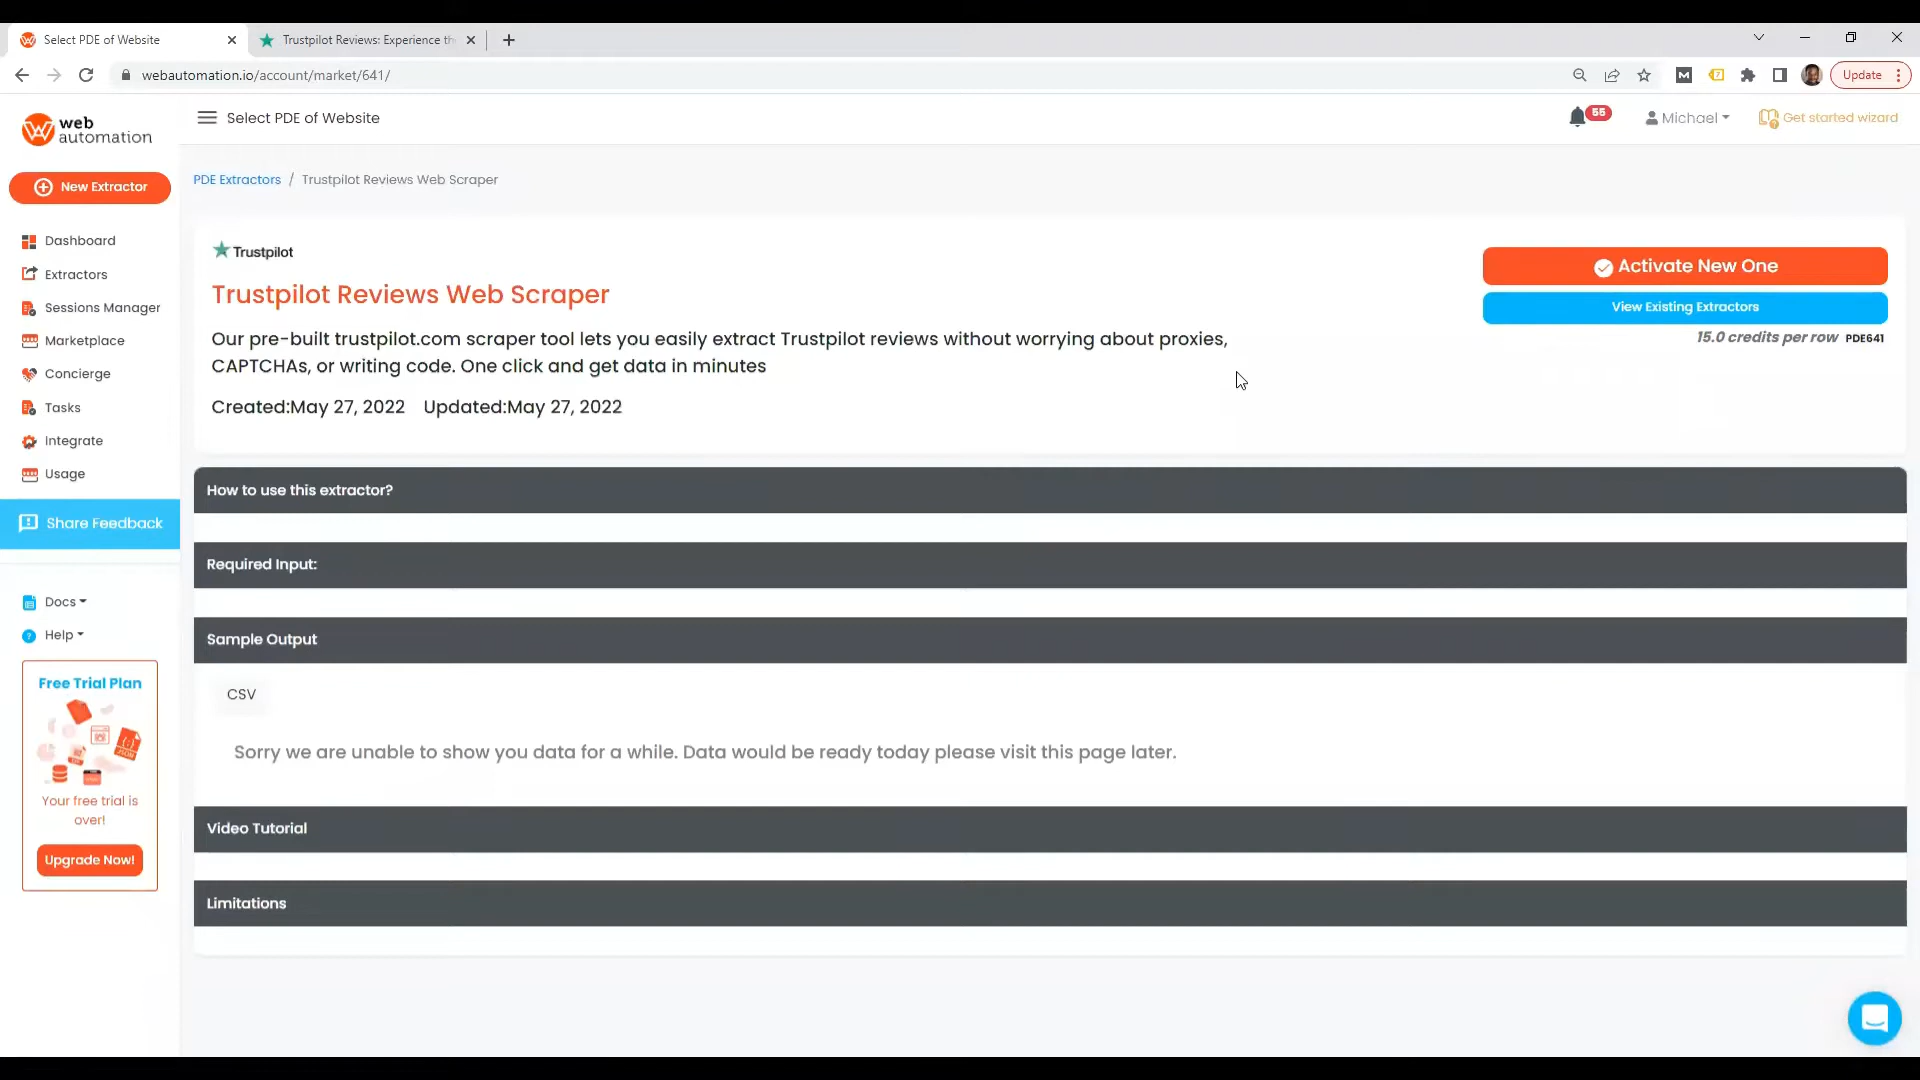 Select PDE of Website
Trustpilot Reviews: Experience th
webautomation.io/account/market/641/
Update
web
automation
Select PDE of Website
55
Michael
Get started wizard
New Extractor
PDE Extractors / Trustpilot Reviews Web Scraper
Dashboard
Extractors
Sessions Manager
Marketplace
Concierge
Tasks
Integrate
Usage
Share Feedback
Docs
Help
Free Trial Plan
Your free trial is
over!
Upgrade Now!
Trustpilot
Trustpilot Reviews Web Scraper
Our pre-built trustpilot.com scraper tool lets you easily extract Trustpilot reviews without worrying about proxies,
CAPTCHAs, or writing code. One click and get data in minutes
Created:May 27, 2022 Updated:May 27, 2022
Activate New One
View Existing Extractors
15.0 credits per row PDE641
How to use this extractor?
Required Input:
Sample Output
CSV
Sorry we are unable to show you data for a while. Data would be ready today please visit this page later.
Video Tutorial
Limitations